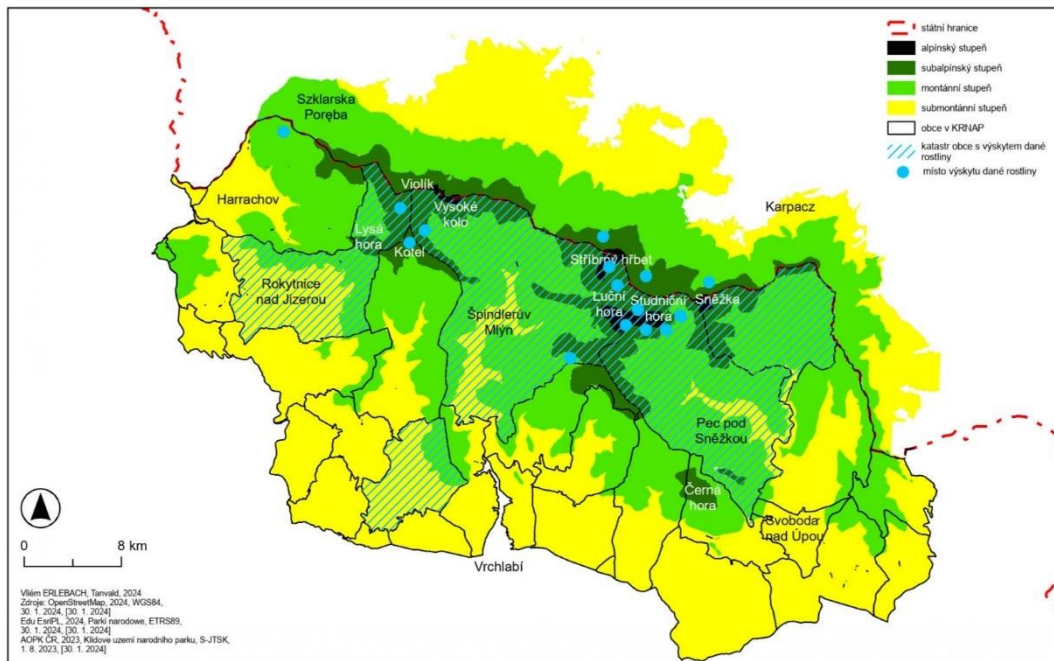 státní hranice
alpínský stupeň
subalpínský stupeň
montánní stupeň
submontánní stupeň
obce v KRNAP
katastr obce s výskytem dané
rostliny
místo výskytu dané rostliny
Szklarska
Poręba
Harrachov
Violík
Vysoké
kolo
Lysá
hora
Kotel
Karpacz
Stříbrný hřbet
Rokytnice
nad Jizerou
Špindlerův
Mlýn
Luční
hora
Studniční
hora
Sněžka
Pec pod
Sněžkou
Černá
hora
Svoboda
nad Úpou
Vrchlabí
0 8 km
Vilém ERLEBACH, Tanvald, 2024
Zdroje: OpenStreetMap, 2024, WGS84,
30. 1. 2024, [30. 1. 2024]
Edu EsriPL, 2024, Parki narodowe, ETRS89,
30. 1. 2024, [30. 1. 2024]
AOPK ČR, 2023, Klidove uzemi narodniho parku, S-JTSK,
1. 8. 2023, [30. 1. 2024]